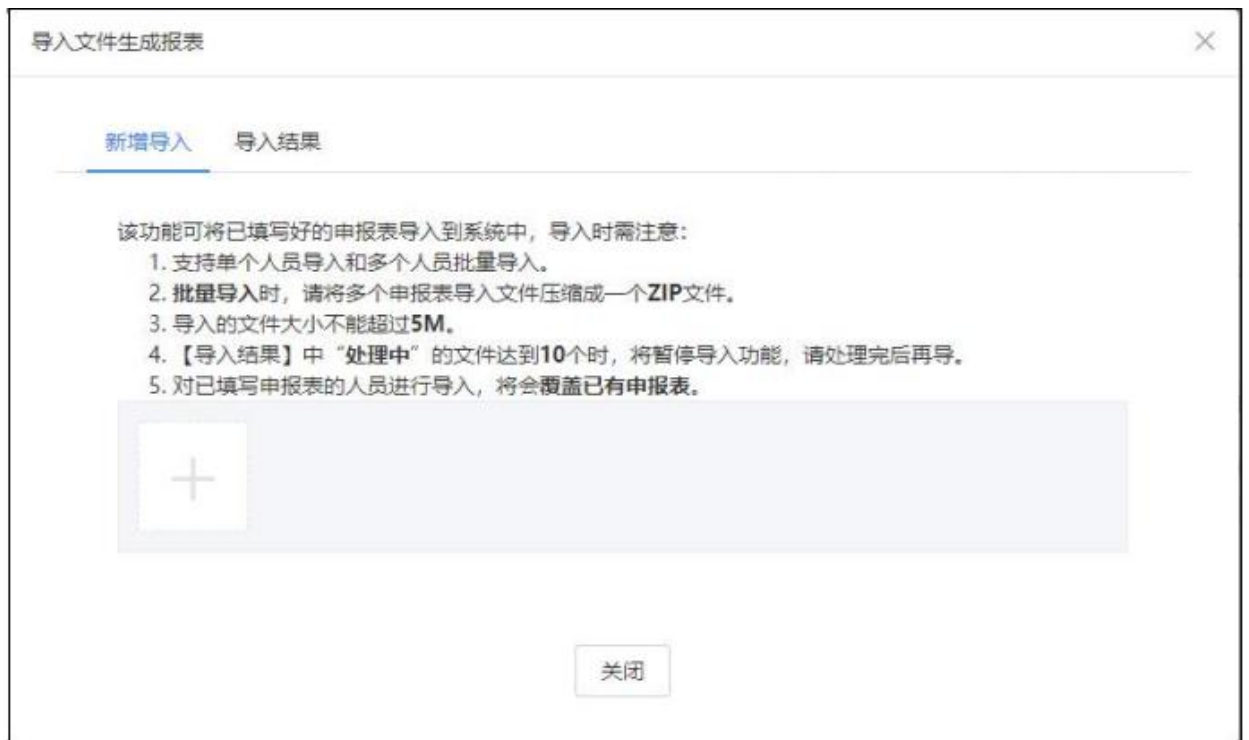 导入文件生成报表
新增导入 导入结果
该功能可将已填写好的申报表导入到系统中，导入时需注意：
1. 支持单个人员导入和多个人员批量导入。
2. 批量导入时，请将多个申报表导入文件压缩成一个ZIP文件。
3. 导入的文件大小不能超过5M。
4. 【导入结果】中“处理中”的文件达到10个时，将暂停导入功能，请处理完后再导。
5. 对已填写申报表的人员进行导入，将会覆盖已有申报表。
关闭